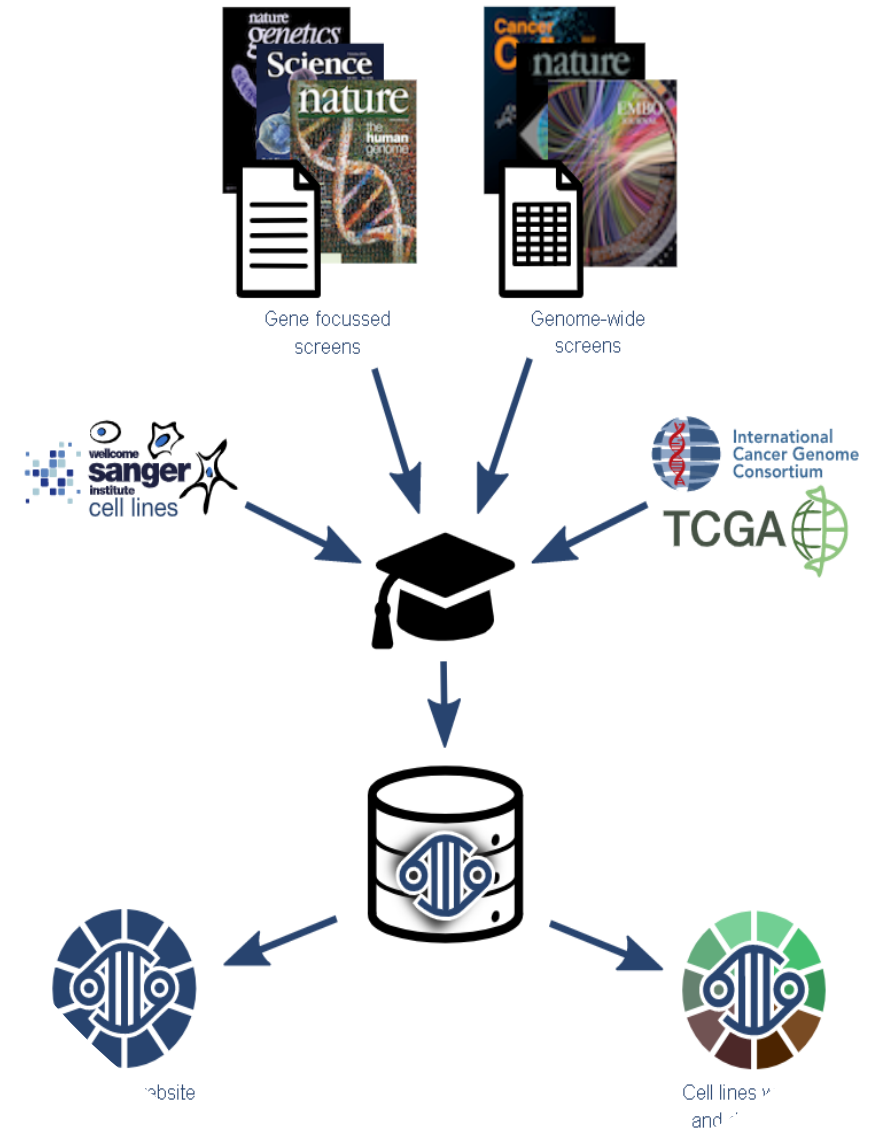 nature
genetics
Science
nature
the
human
genome
Cancer
nature
EMBO
JOURNAL
Gene focussed
screens
Genome-wide
screens
wellcome
sanger
institute
cell lines
International
Cancer Genome
Consortium
TCGA
Cell lines
and